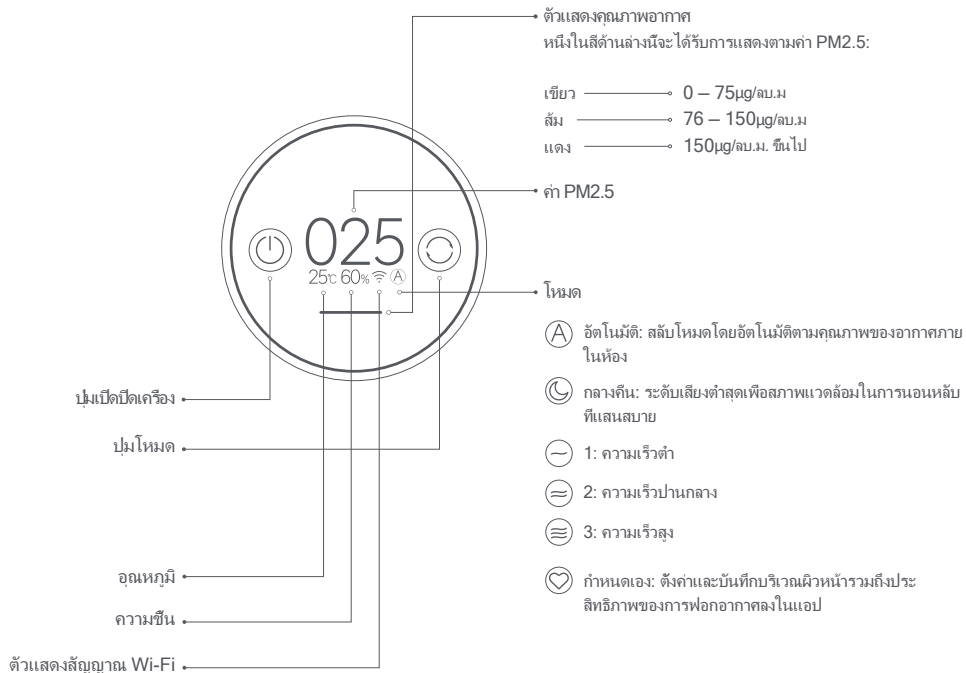 ตัวแสดงคุณภาพอากาศ
หนึ่งในสีด้านล่างนี้จะได้รับการแสดงตามค่า PM2.5:
เขียว 0 – 75µg/ลบ.ม
ส้ม 76 – 150µg/ลบ.ม
แดง 150µg/ลบ.ม. ขึ้นไป
ค่า PM2.5
025
25℃ 60% A
โหมด
A อัตโนมัติ: สลับโหมดโดยอัตโนมัติตามคุณภาพของอากาศภาย
ในห้อง
กลางคืน: ระดับเสียงต่ำสุดเพื่อสภาพแวดล้อมในการนอนหลับ
ที่แสนสบาย
1: ความเร็วต่ำ
2: ความเร็วปานกลาง
3: ความเร็วสูง
กำหนดเอง: ตั้งค่าและบันทึกบริเวณผิวหน้ารวมถึงประ
สิทธิภาพของการฟอกอากาศลงในแอป
ปุ่มเปิดปิดเครื่อง
ปุ่มโหมด
อุณหภูมิ
ความชื้น
ตัวแสดงสัญญาณ Wi-Fi